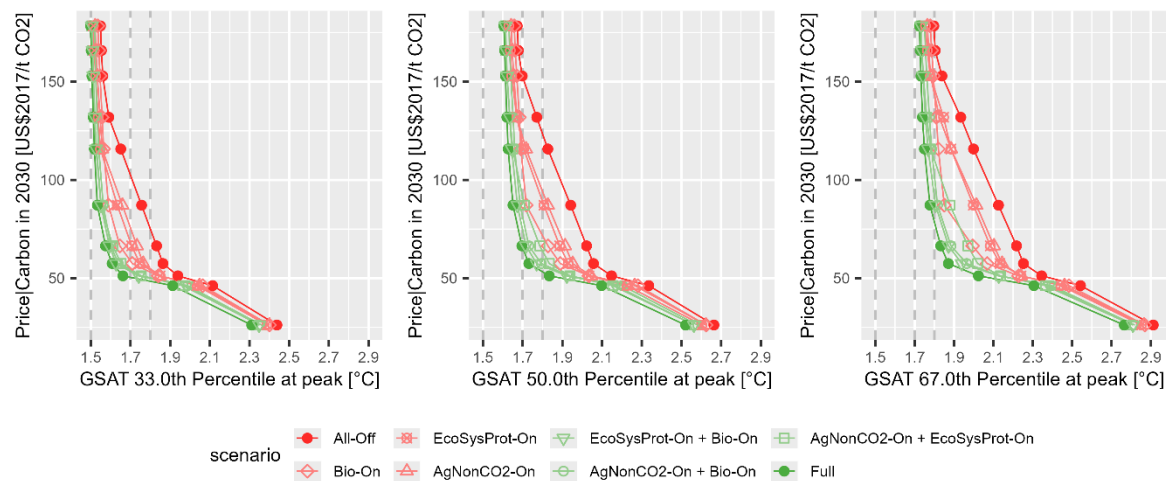 Price|Carbon in 2030 [US$2017/t CO2]
150
100
50
1.5 1.7 1.9 2.1 2.3 2.5 2.7 2.9
GSAT 33.0th Percentile at peak [°C]
Price|Carbon in 2030 [US$2017/t CO2]
150
100
50
1.5 1.7 1.9 2.1 2.3 2.5 2.7 2.9
GSAT 50.0th Percentile at peak [°C]
Price|Carbon in 2030 [US$2017/t CO2]
150
100
50
1.5 1.7 1.9 2.1 2.3 2.5 2.7 2.9
GSAT 67.0th Percentile at peak [°C]
scenario
All-Off EcoSysProt-On EcoSysProt-On + Bio-On AgNonCO2-On + EcoSysProt-On
Bio-On AgNonCO2-On AgNonCO2-On + Bio-On Full